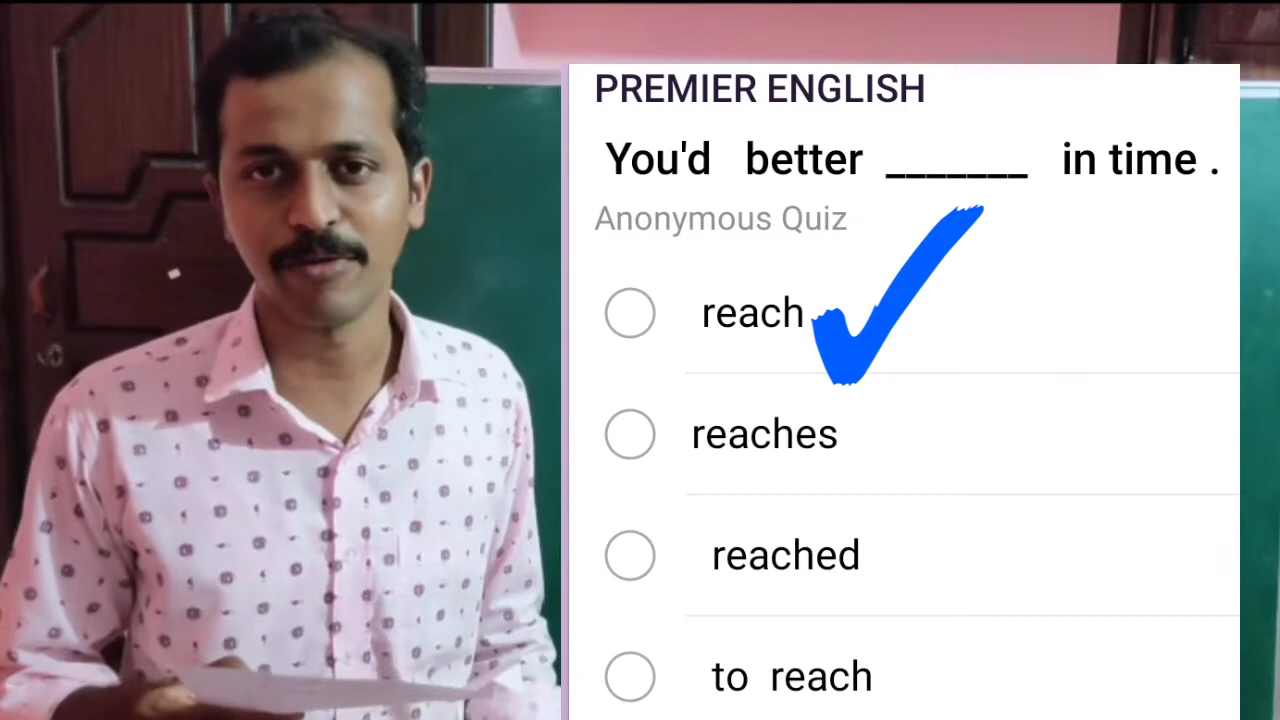 PREMIER ENGLISH
You'd better _______ in time .
Anonymous Quiz
reach
reaches
reached
to reach